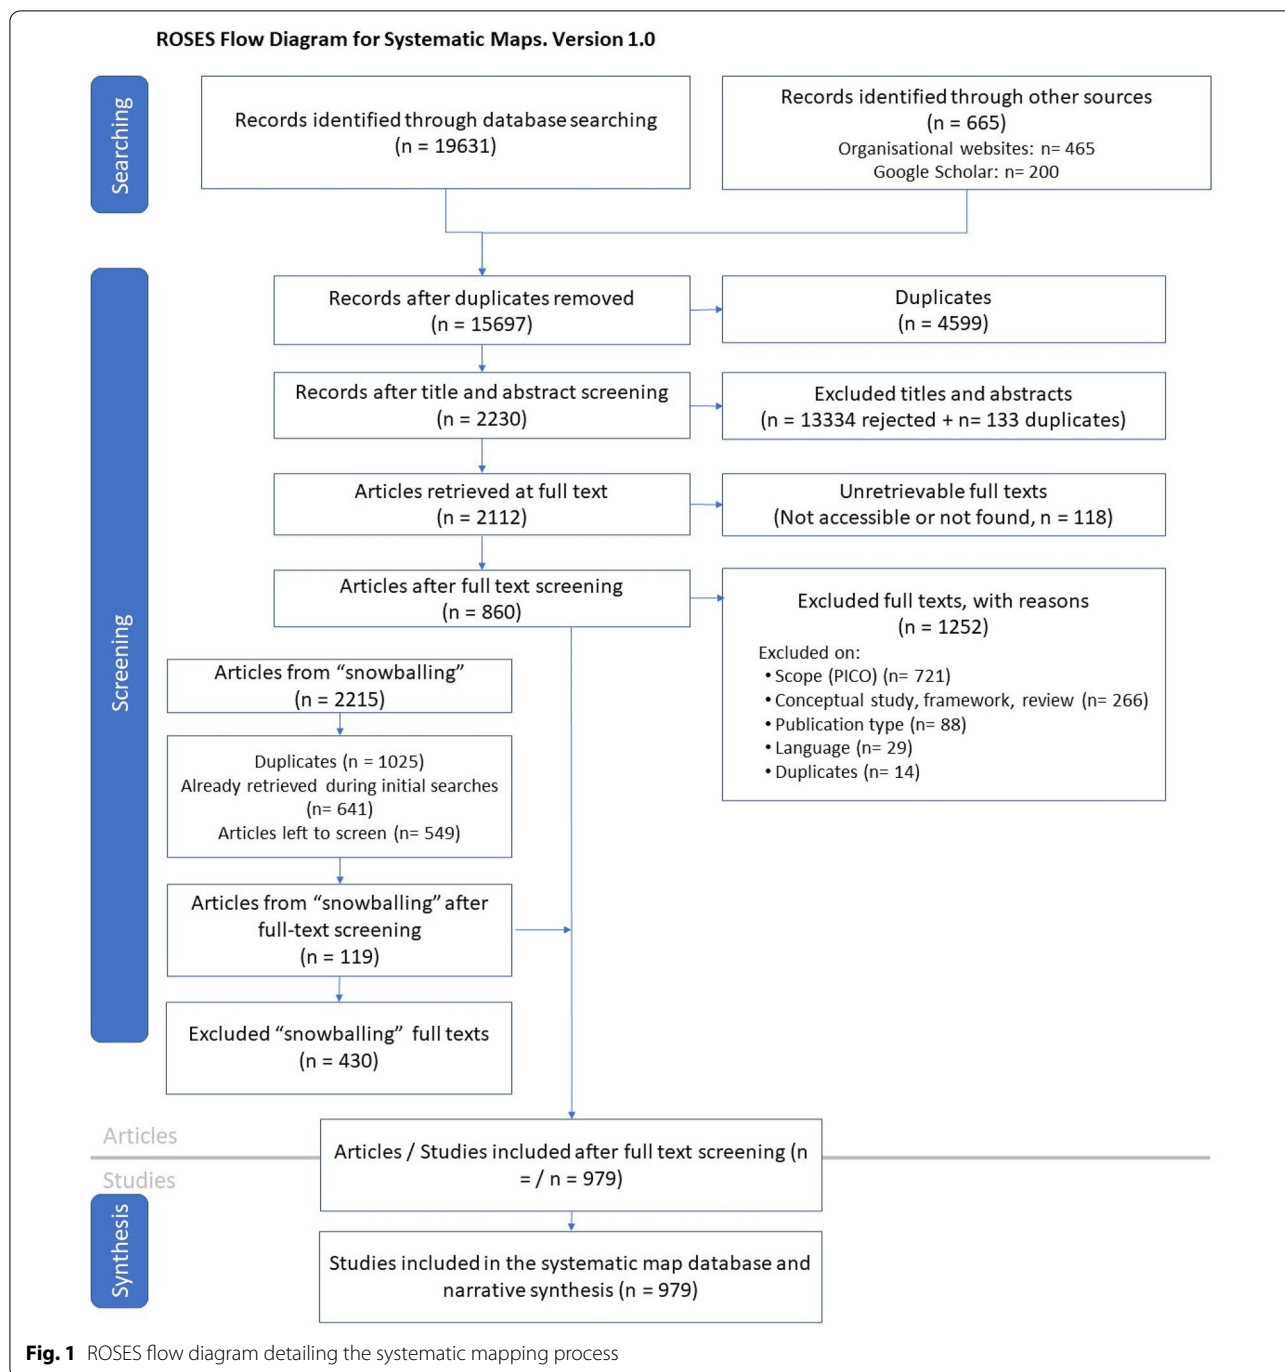 ROSES Flow Diagram for Systematic Maps. Version 1.0
Searching
Records identified through database searching
(n = 19631)
Records identified through other sources
(n = 665)
Organisational websites: n= 465
Google Scholar: n= 200
Screening
Records after duplicates removed
(n = 15697)
Duplicates
(n = 4599)
Records after title and abstract screening
(n = 2230)
Excluded titles and abstracts
(n = 13334 rejected + n= 133 duplicates)
Articles retrieved at full text
(n = 2112)
Unretrievable full texts
(Not accessible or not found, n = 118)
Articles after full text screening
(n = 860)
Excluded full texts, with reasons
(n = 1252)
Excluded on:
• Scope (PICO) (n= 721)
• Conceptual study, framework, review (n= 266)
• Publication type (n= 88)
• Language (n= 29)
• Duplicates (n= 14)
Articles from “snowballing”
(n = 2215)
Duplicates (n = 1025)
Already retrieved during initial searches
(n= 641)
Articles left to screen (n= 549)
Articles from “snowballing” after
full-text screening
(n = 119)
Excluded “snowballing” full texts
(n = 430)
Articles
Studies
Articles / Studies included after full text screening (n
= / n = 979)
Synthesis
Studies included in the systematic map database and
narrative synthesis (n = 979)
Fig. 1 ROSES flow diagram detailing the systematic mapping process